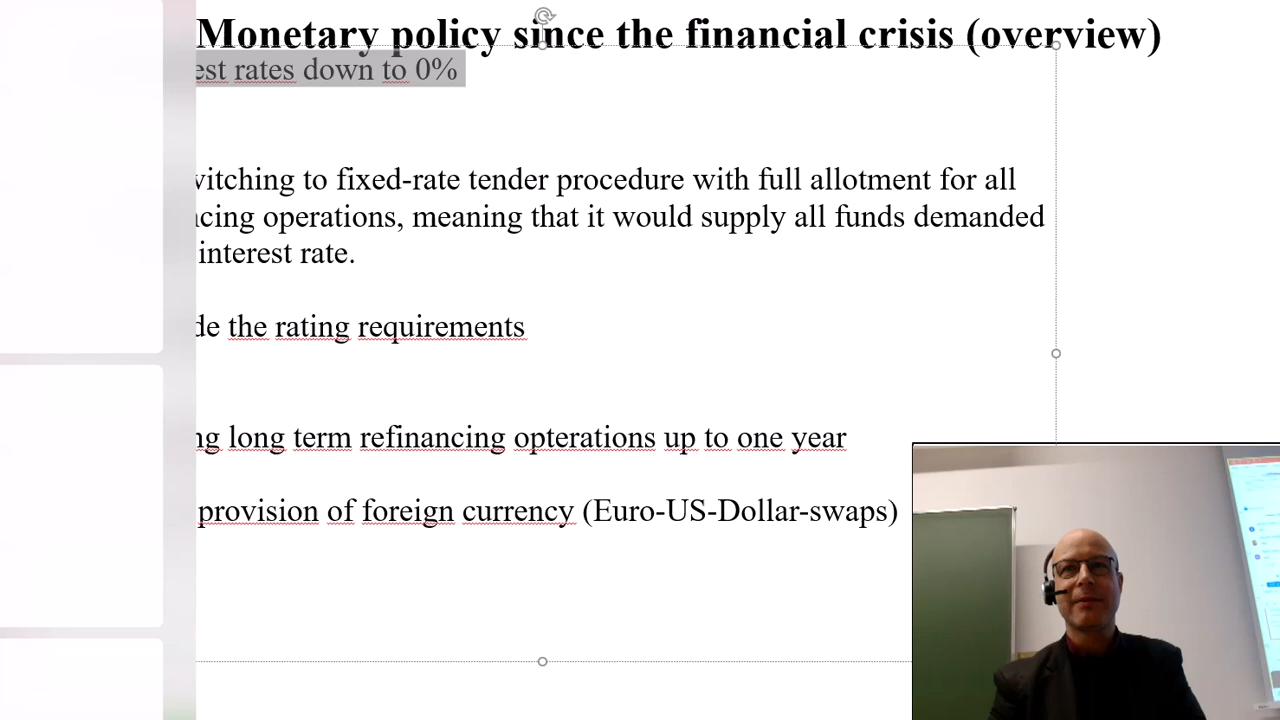 Monetary policy since the financial crisis (overview)
est rates down to 0%
vitching to fixed-rate tender procedure with full allotment for all
ncing operations, meaning that it would supply all funds demanded
interest rate.
de the rating requirements
ng long term refinancing opterations up to one year
provision of foreign currency (Euro-US-Dollar-swaps)